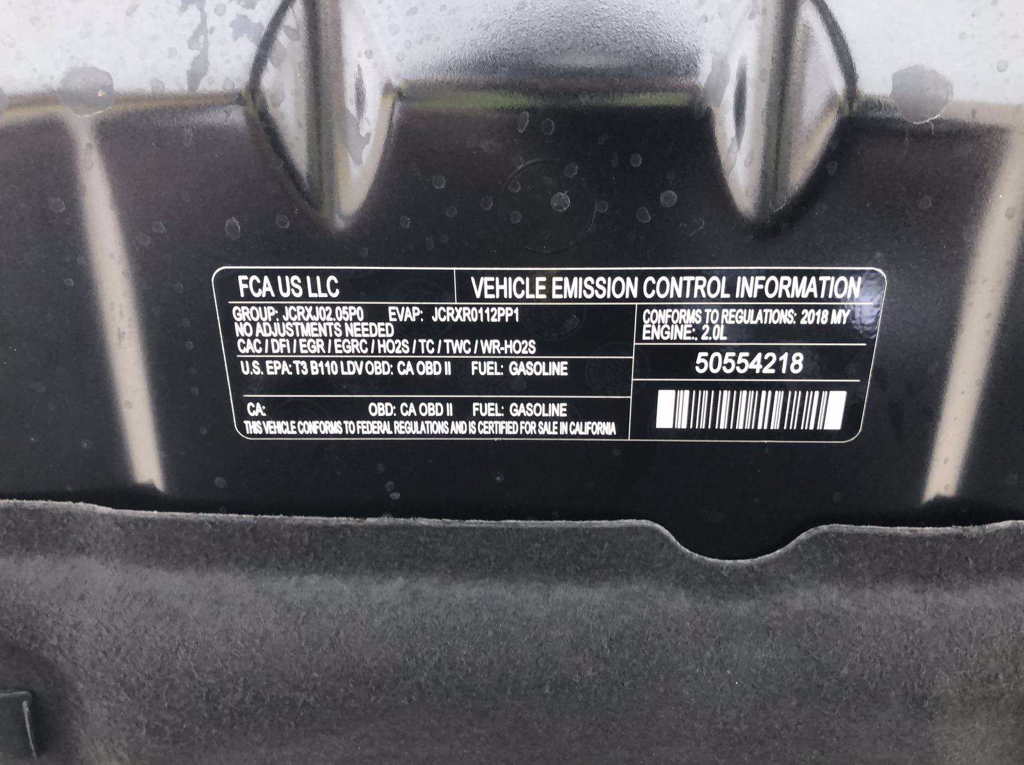 FCA US LLC
VEHICLE EMISSION CONTROL INFORMATION
GROUP: JCRXJ02.05P0 EVAP: JCRXR0112PP1
NO ADJUSTMENTS NEEDED
CAC / DFI / EGR / EGRC / HO2S / TC / TWC / WR-HO2S
U.S. EPA: T3 B110 LDV OBD: CA OBD II FUEL: GASOLINE
CA: OBD: CA OBD II FUEL: GASOLINE
THIS VEHICLE CONFORMS TO FEDERAL REGULATIONS AND IS CERTIFIED FOR SALE IN CALIFORNIA
CONFORMS TO REGULATIONS: 2018 MY
ENGINE:, 2.0L
50554218